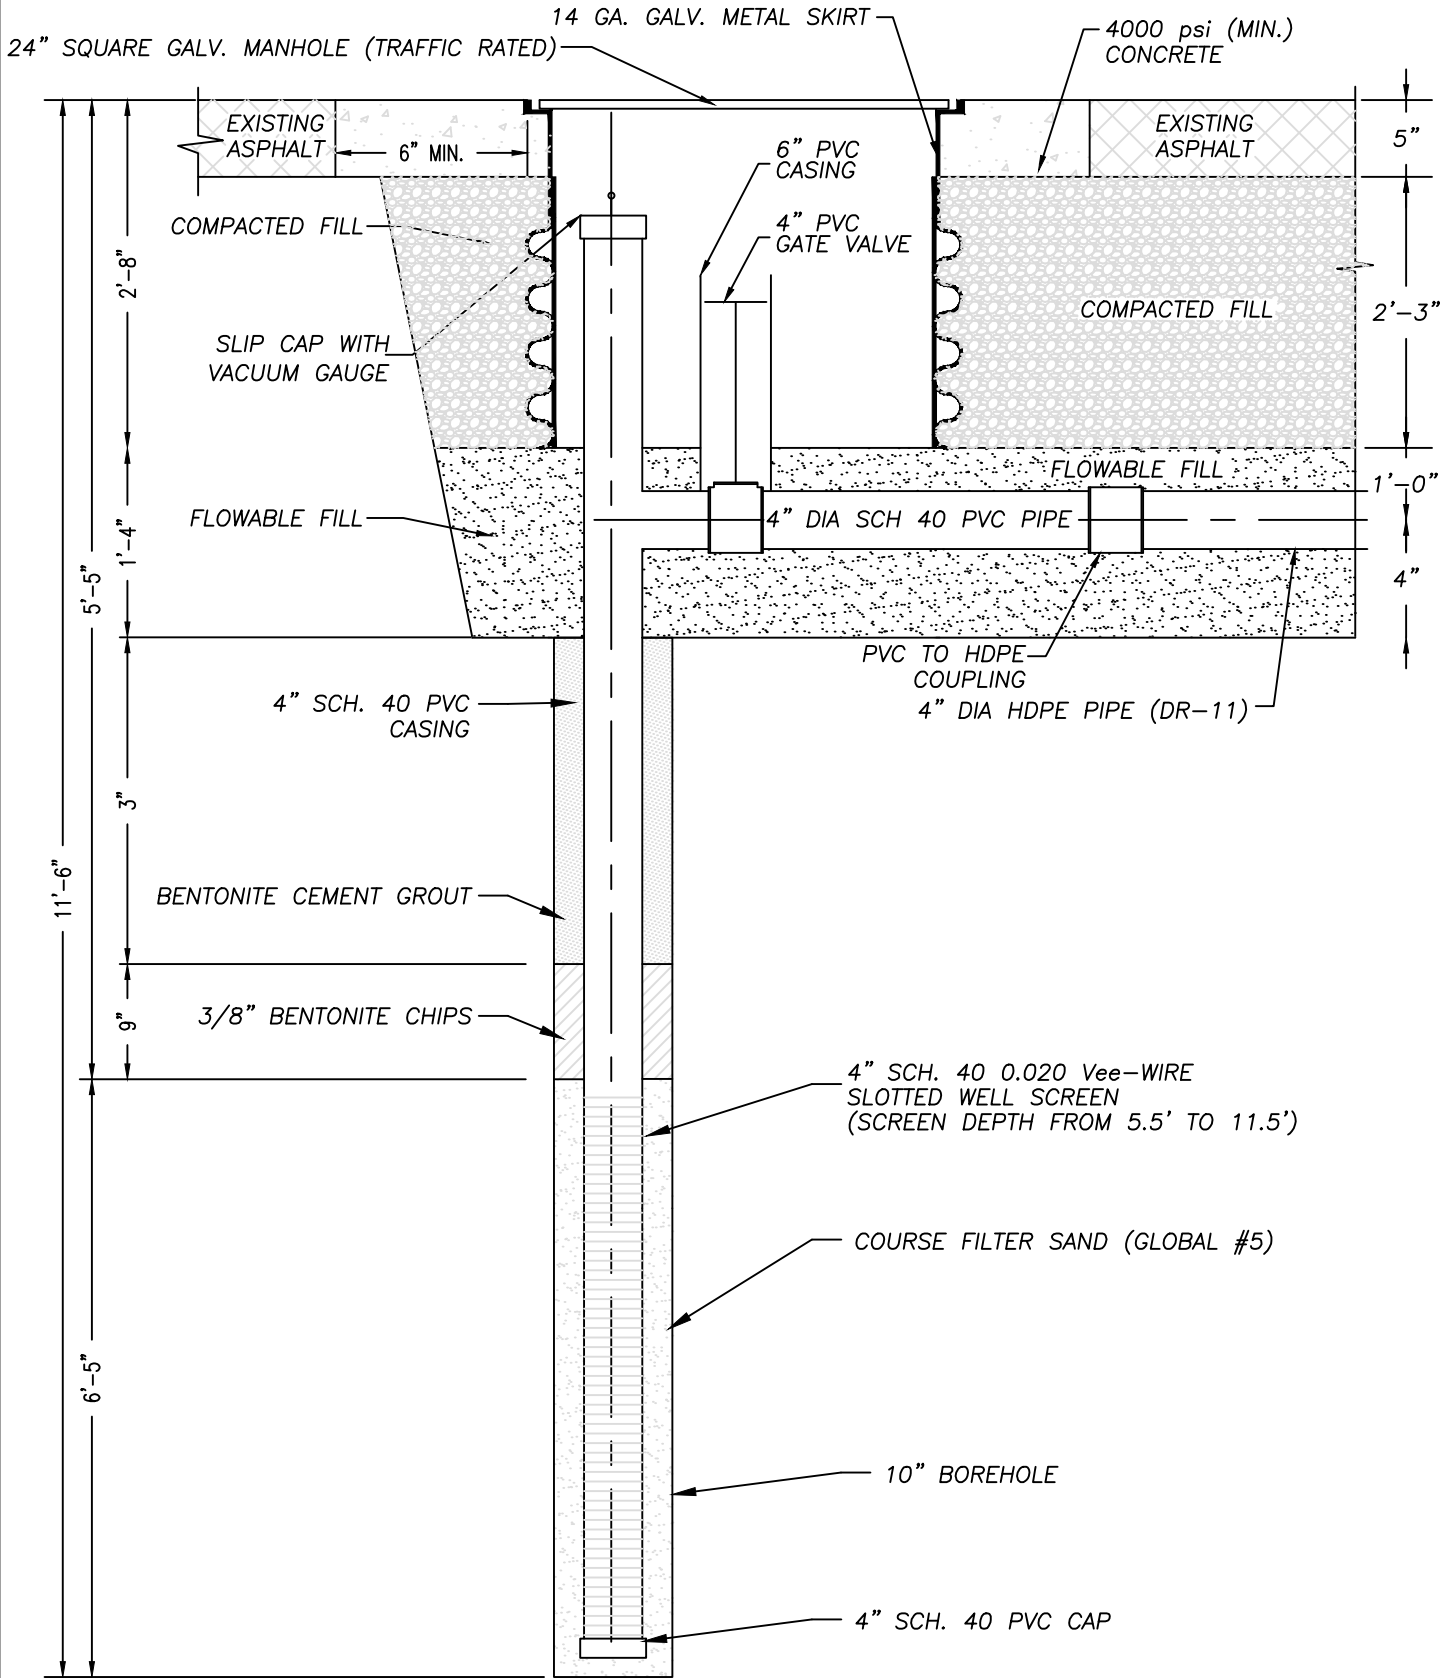 14 GA. GALV. METAL SKIRT
24” SQUARE GALV. MANHOLE (TRAFFIC RATED)
4000 psi (MIN.)
CONCRETE
EXISTING
ASPHALT
6” MIN.
EXISTING
ASPHALT
5”
6” PVC
CASING
4” PVC
GATE VALVE
COMPACTED FILL
2'-8”
COMPACTED FILL
2'-3”
SLIP CAP WITH
VACUUM GAUGE
FLOWABLE FILL
1'-0”
FLOWABLE FILL
1'-4”
4” DIA SCH 40 PVC PIPE
4”
5'-5”
PVC TO HDPE
COUPLING
4” DIA HDPE PIPE (DR-11)
4” SCH. 40 PVC
CASING
3”
11'-6”
BENTONITE CEMENT GROUT
3/8” BENTONITE CHIPS
9”
4” SCH. 40 0.020 Vee-WIRE
SLOTTED WELL SCREEN
(SCREEN DEPTH FROM 5.5' TO 11.5')
COURSE FILTER SAND (GLOBAL #5)
6'-5”
10” BOREHOLE
4” SCH. 40 PVC CAP